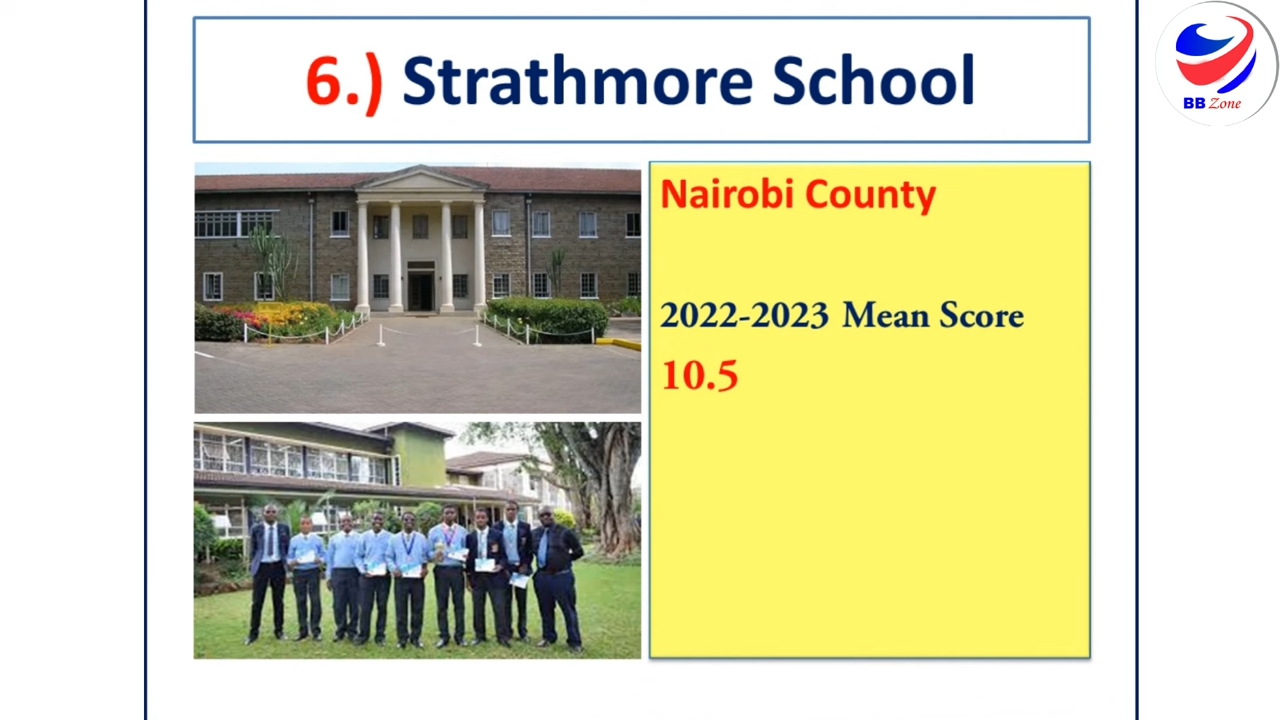 6.) Strathmore School
BB Zone
Nairobi County
2022-2023 Mean Score
10.5